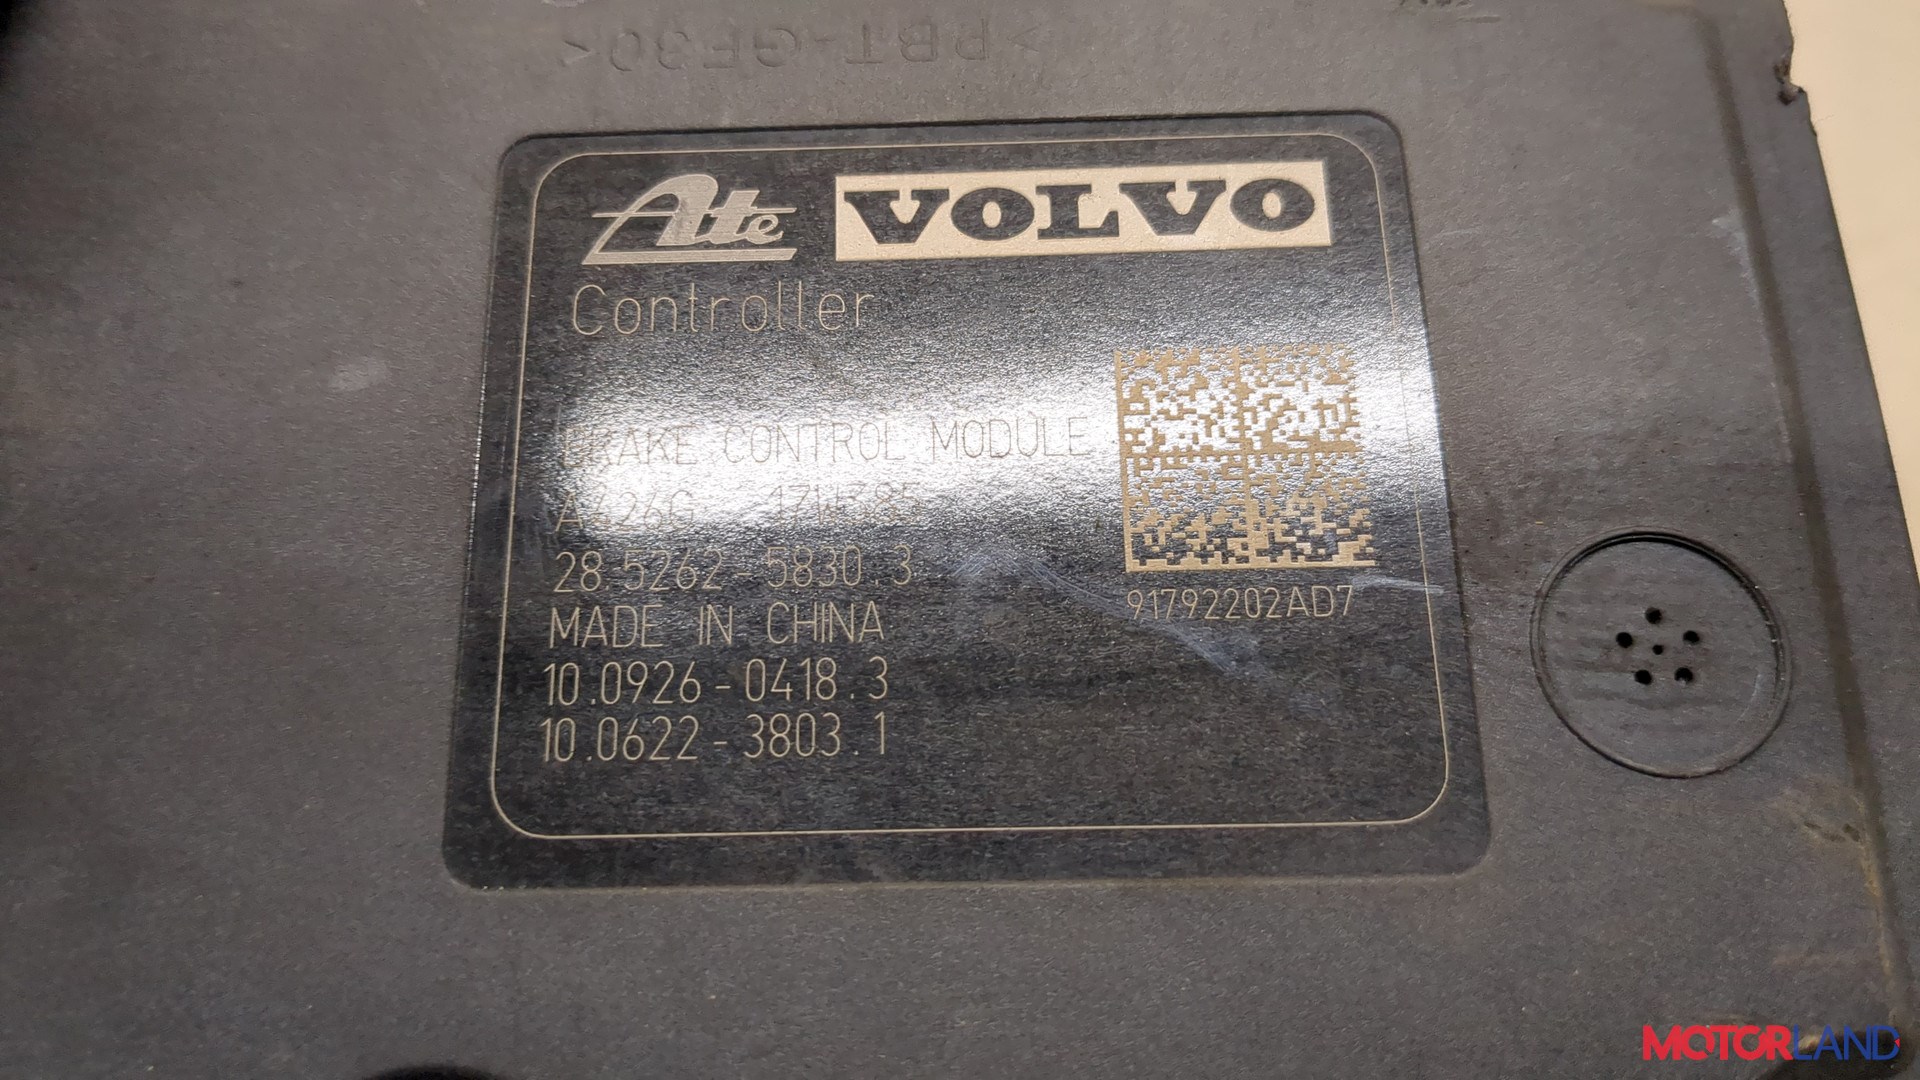 >PBT-GF30<
Ate VOLVO
Controller
BRAKE CONTROL MODULE
28.5262-5830.3
MADE IN CHINA
91792202AD7
10.0926-0418.3
10.0622-3803.1
MOTORLAND